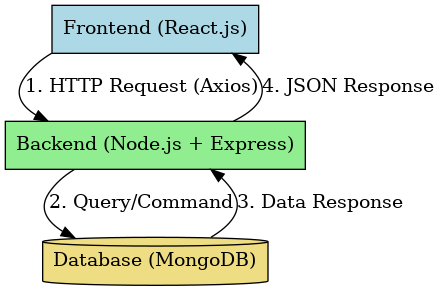 Frontend (React.js)
1. HTTP Request (Axios)
4. JSON Response
Backend (Node.js + Express)
2. Query/Command
3. Data Response
Database (MongoDB)